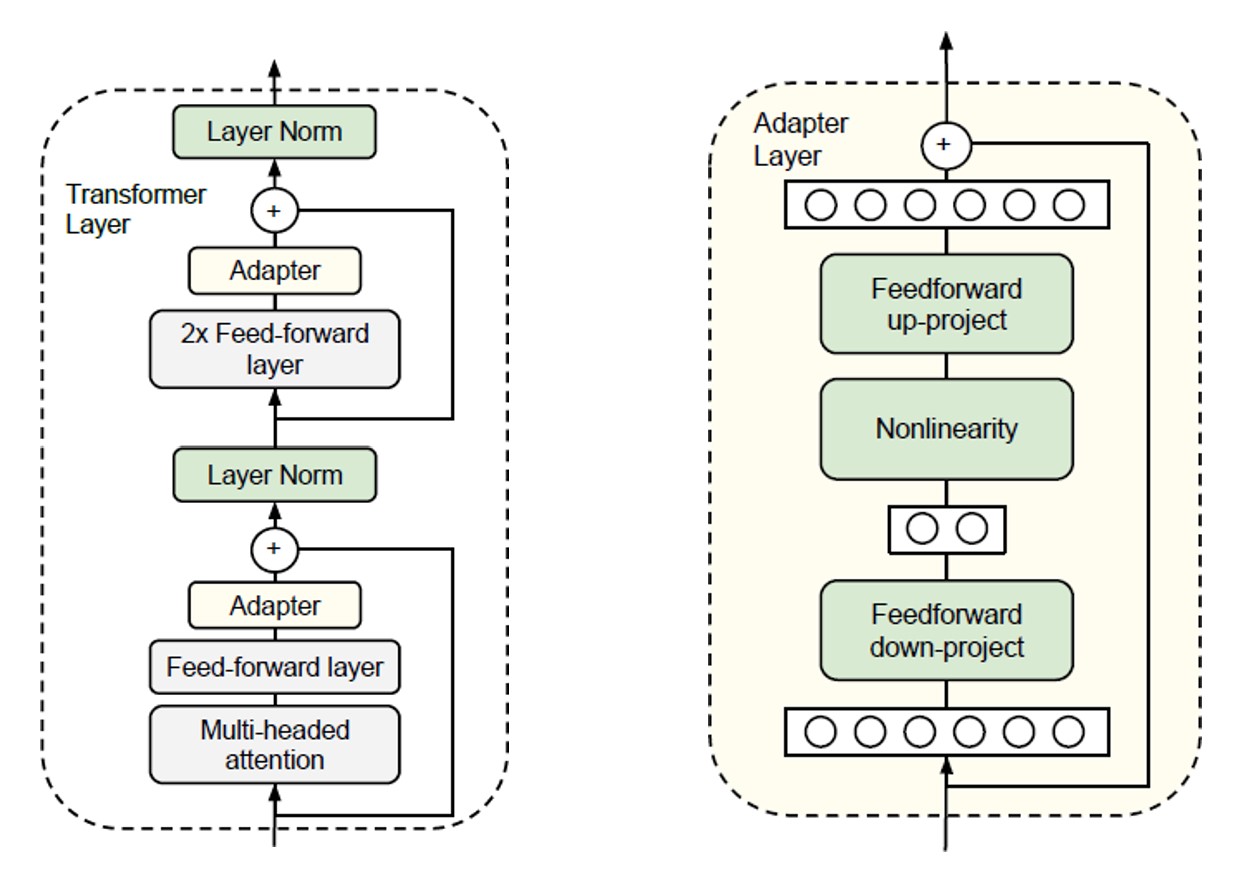 Layer Norm
Transformer
Layer
+
Adapter
2x Feed-forward
layer
Layer Norm
+
Adapter
Feed-forward layer
Multi-headed
attention
Adapter
Layer
+
Feedforward
up-project
Nonlinearity
Feedforward
down-project